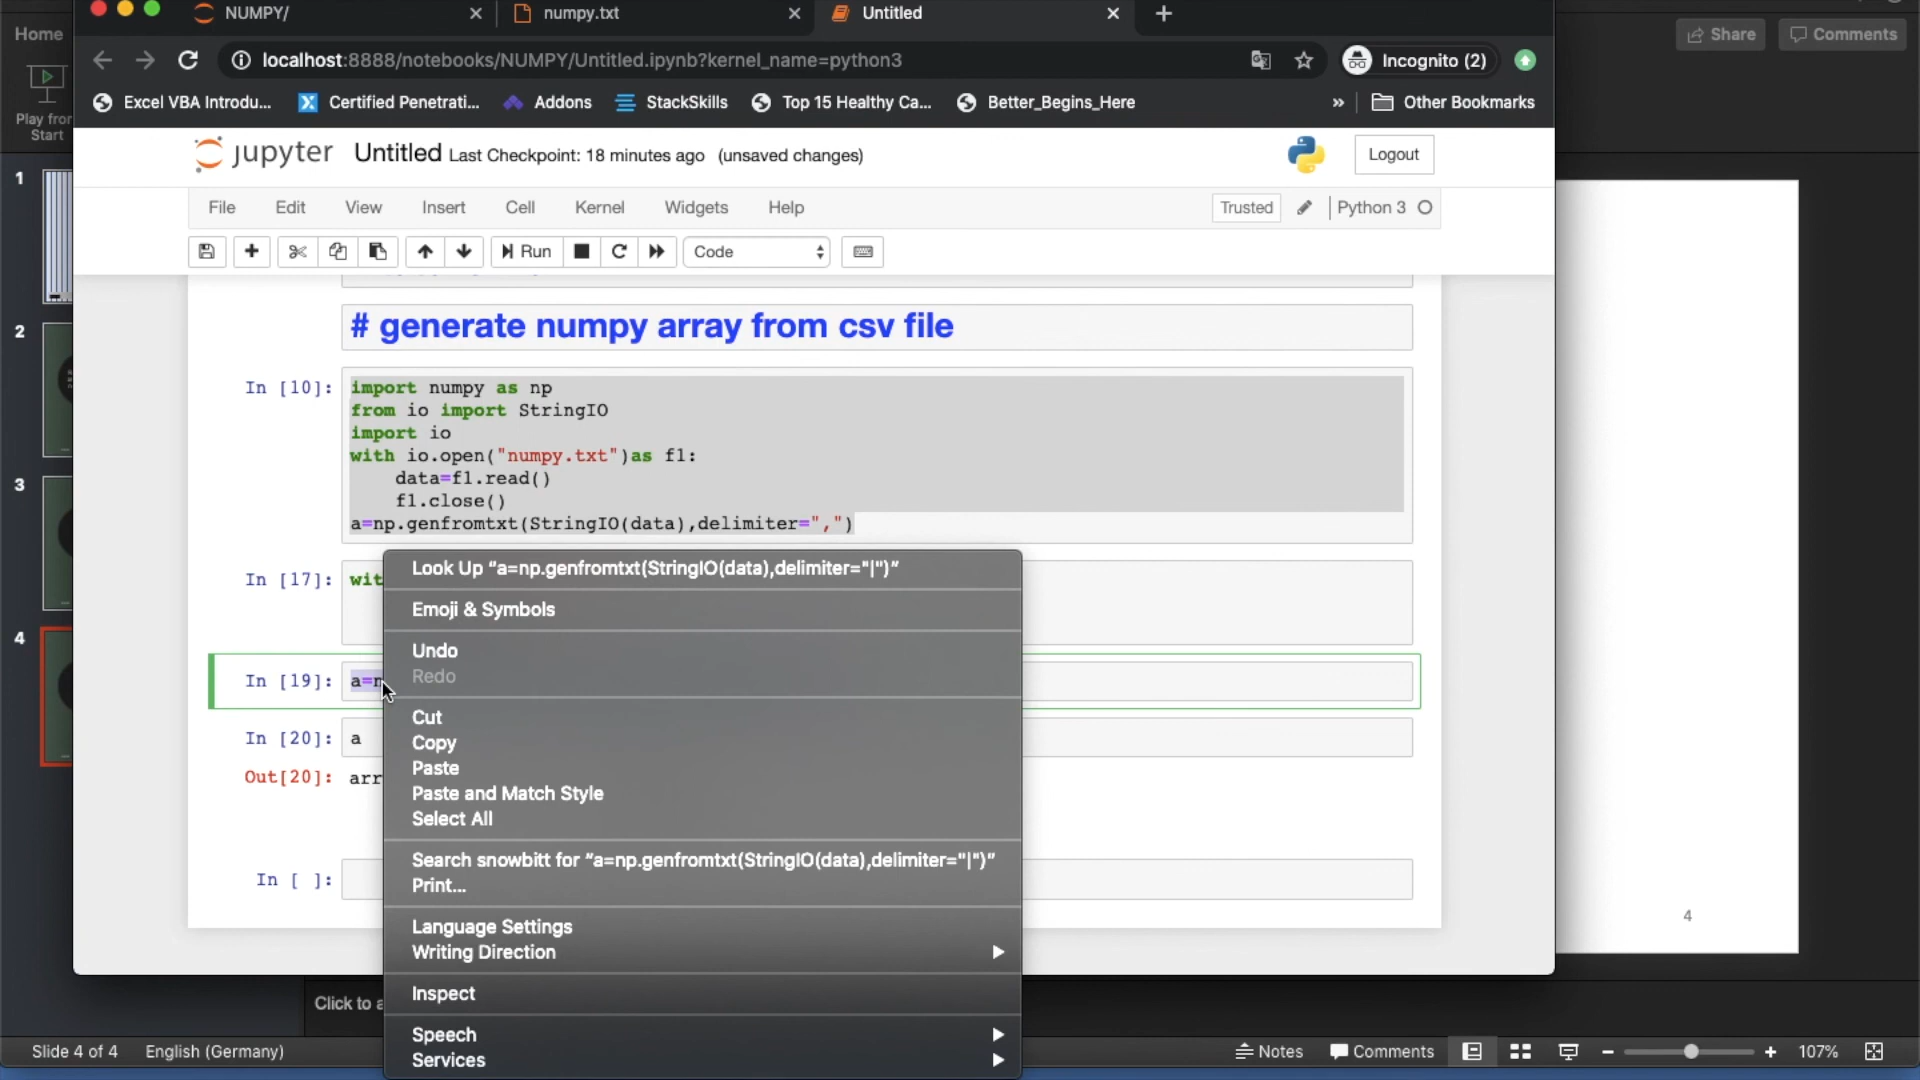 Home
Play from
Start
Share
Comments
1
2
3
4
NUMPY/
numpy.txt
Untitled
localhost:8888/notebooks/NUMPY/Untitled.ipynb?kernel_name=python3
Incognito (2)
Excel VBA Introdu...
Certified Penetrati...
Addons
StackSkills
Top 15 Healthy Ca...
Better_Begins_Here
»
Other Bookmarks
jupyter Untitled Last Checkpoint: 18 minutes ago (unsaved changes)
Logout
File Edit View Insert Cell Kernel Widgets Help
Trusted
Python 3
Run
Code
# generate numpy array from csv file
In [10]:
import numpy as np
from io import StringIO
import io
with io.open("numpy.txt")as f1:
data=f1.read()
f1.close()
a=np.genfromtxt(StringIO(data),delimiter=",")
In [17]: wit
In [19]: a=n
In [20]: a
Out[20]: arr
In [ ]:
Look Up “a=np.genfromtxt(StringIO(data),delimiter="|")”
Emoji & Symbols
Undo
Redo
Cut
Copy
Paste
Paste and Match Style
Select All
Search snowbitt for “a=np.genfromtxt(StringIO(data),delimiter="|")”
Print...
Language Settings
Writing Direction
Inspect
Speech
Services
4
Click to a
Slide 4 of 4
English (Germany)
Notes
Comments
107%